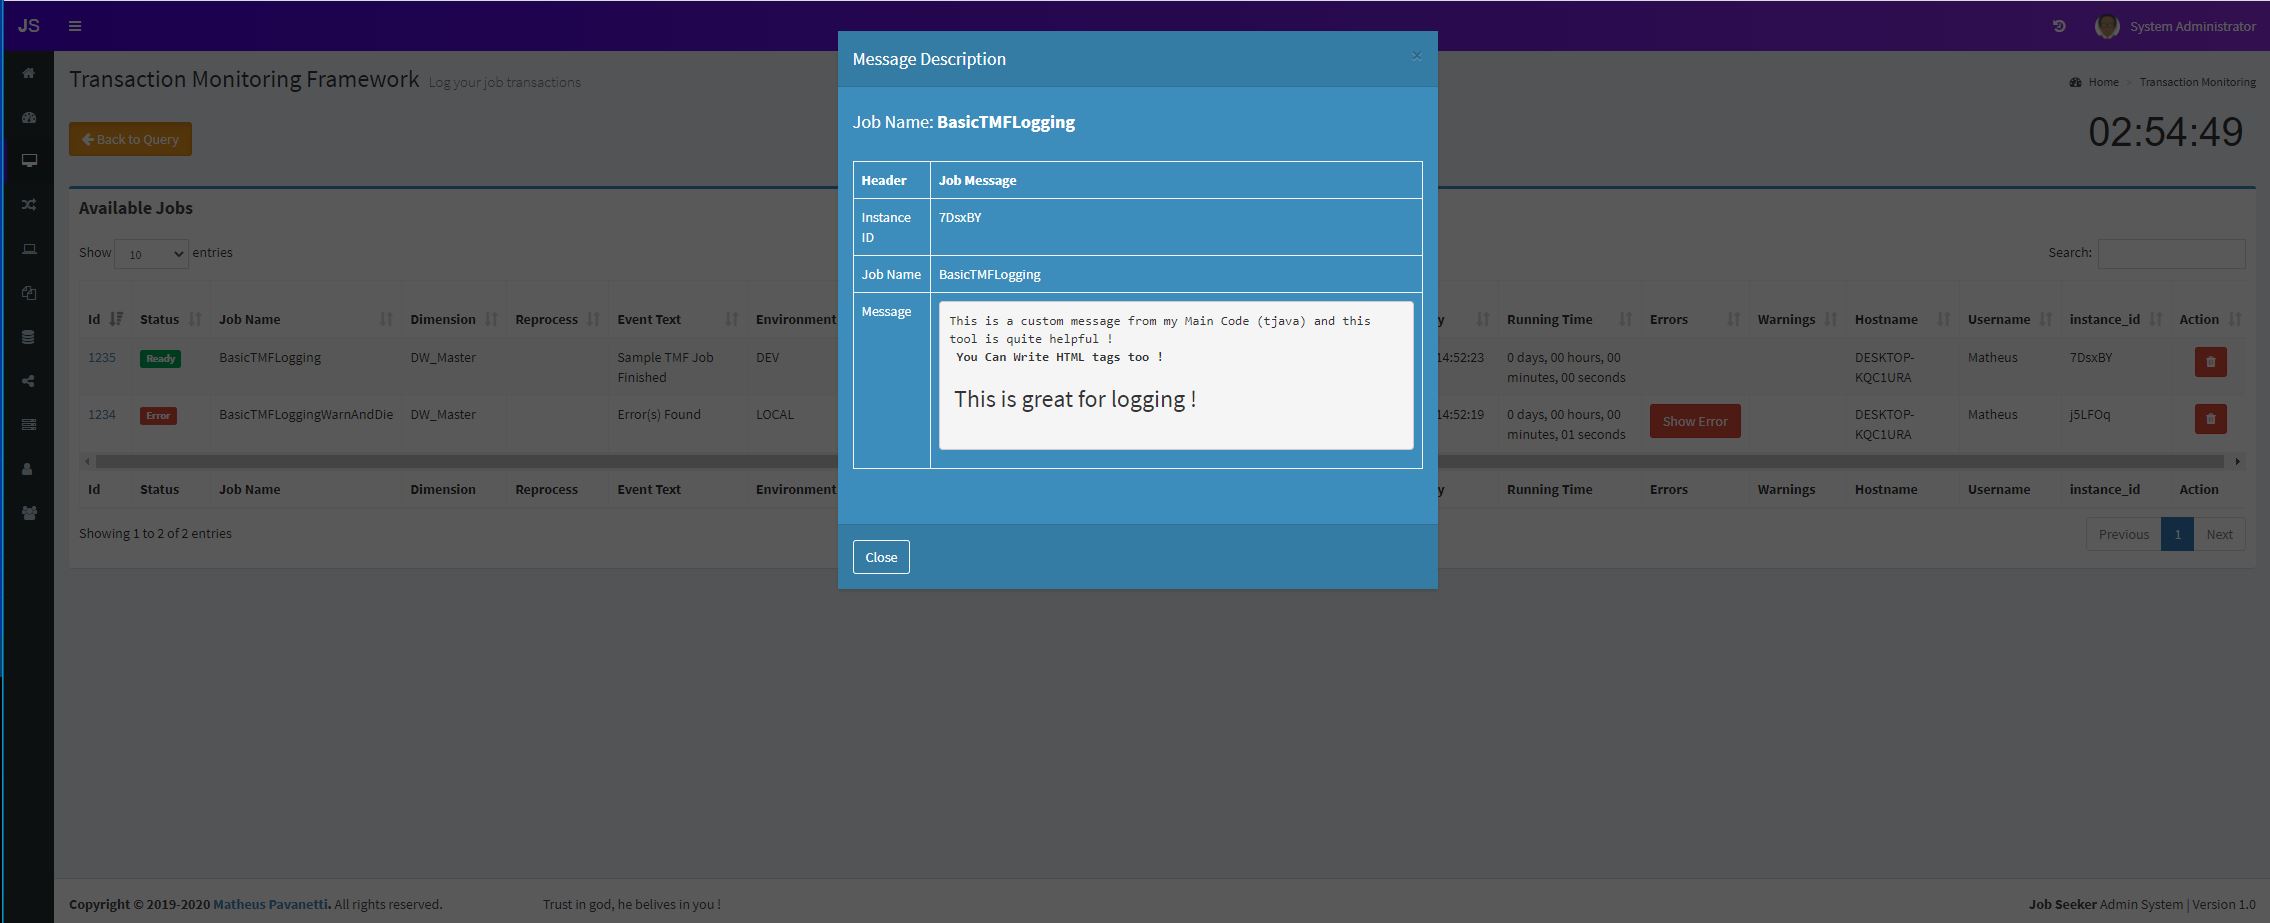 JS
System Administrator
Transaction Monitoring Framework Log your job transactions
Home > Transaction Monitoring
Back to Query
02:54:49
Message Description
×
Job Name: BasicTMFLogging
Header Job Message
Instance ID 7DsxBY
Job Name BasicTMFLogging
Message
This is a custom message from my Main Code (tjava) and this
tool is quite helpful !
You Can Write HTML tags too !
This is great for logging !
Close
Available Jobs
Show 10 entries
Search:
Id Status Job Name Dimension Reprocess Event Text Environment y Running Time Errors Warnings Hostname Username instance_id Action
1235 Ready BasicTMFLogging DW_Master Sample TMF Job DEV 14:52:23 0 days, 00 hours, 00 DESKTOP- Matheus 7DsxBY
Finished minutes, 00 seconds KQC1URA
1234 Error BasicTMFLoggingWarnAndDie DW_Master Error(s) Found LOCAL 14:52:19 0 days, 00 hours, 00 Show Error DESKTOP- Matheus j5LFOq
minutes, 01 seconds KQC1URA
Id Status Job Name Dimension Reprocess Event Text Environment y Running Time Errors Warnings Hostname Username instance_id Action
Showing 1 to 2 of 2 entries
Previous 1 Next
Copyright © 2019-2020 Matheus Pavanetti. All rights reserved. Trust in god, he belives in you ! Job Seeker Admin System | Version 1.0